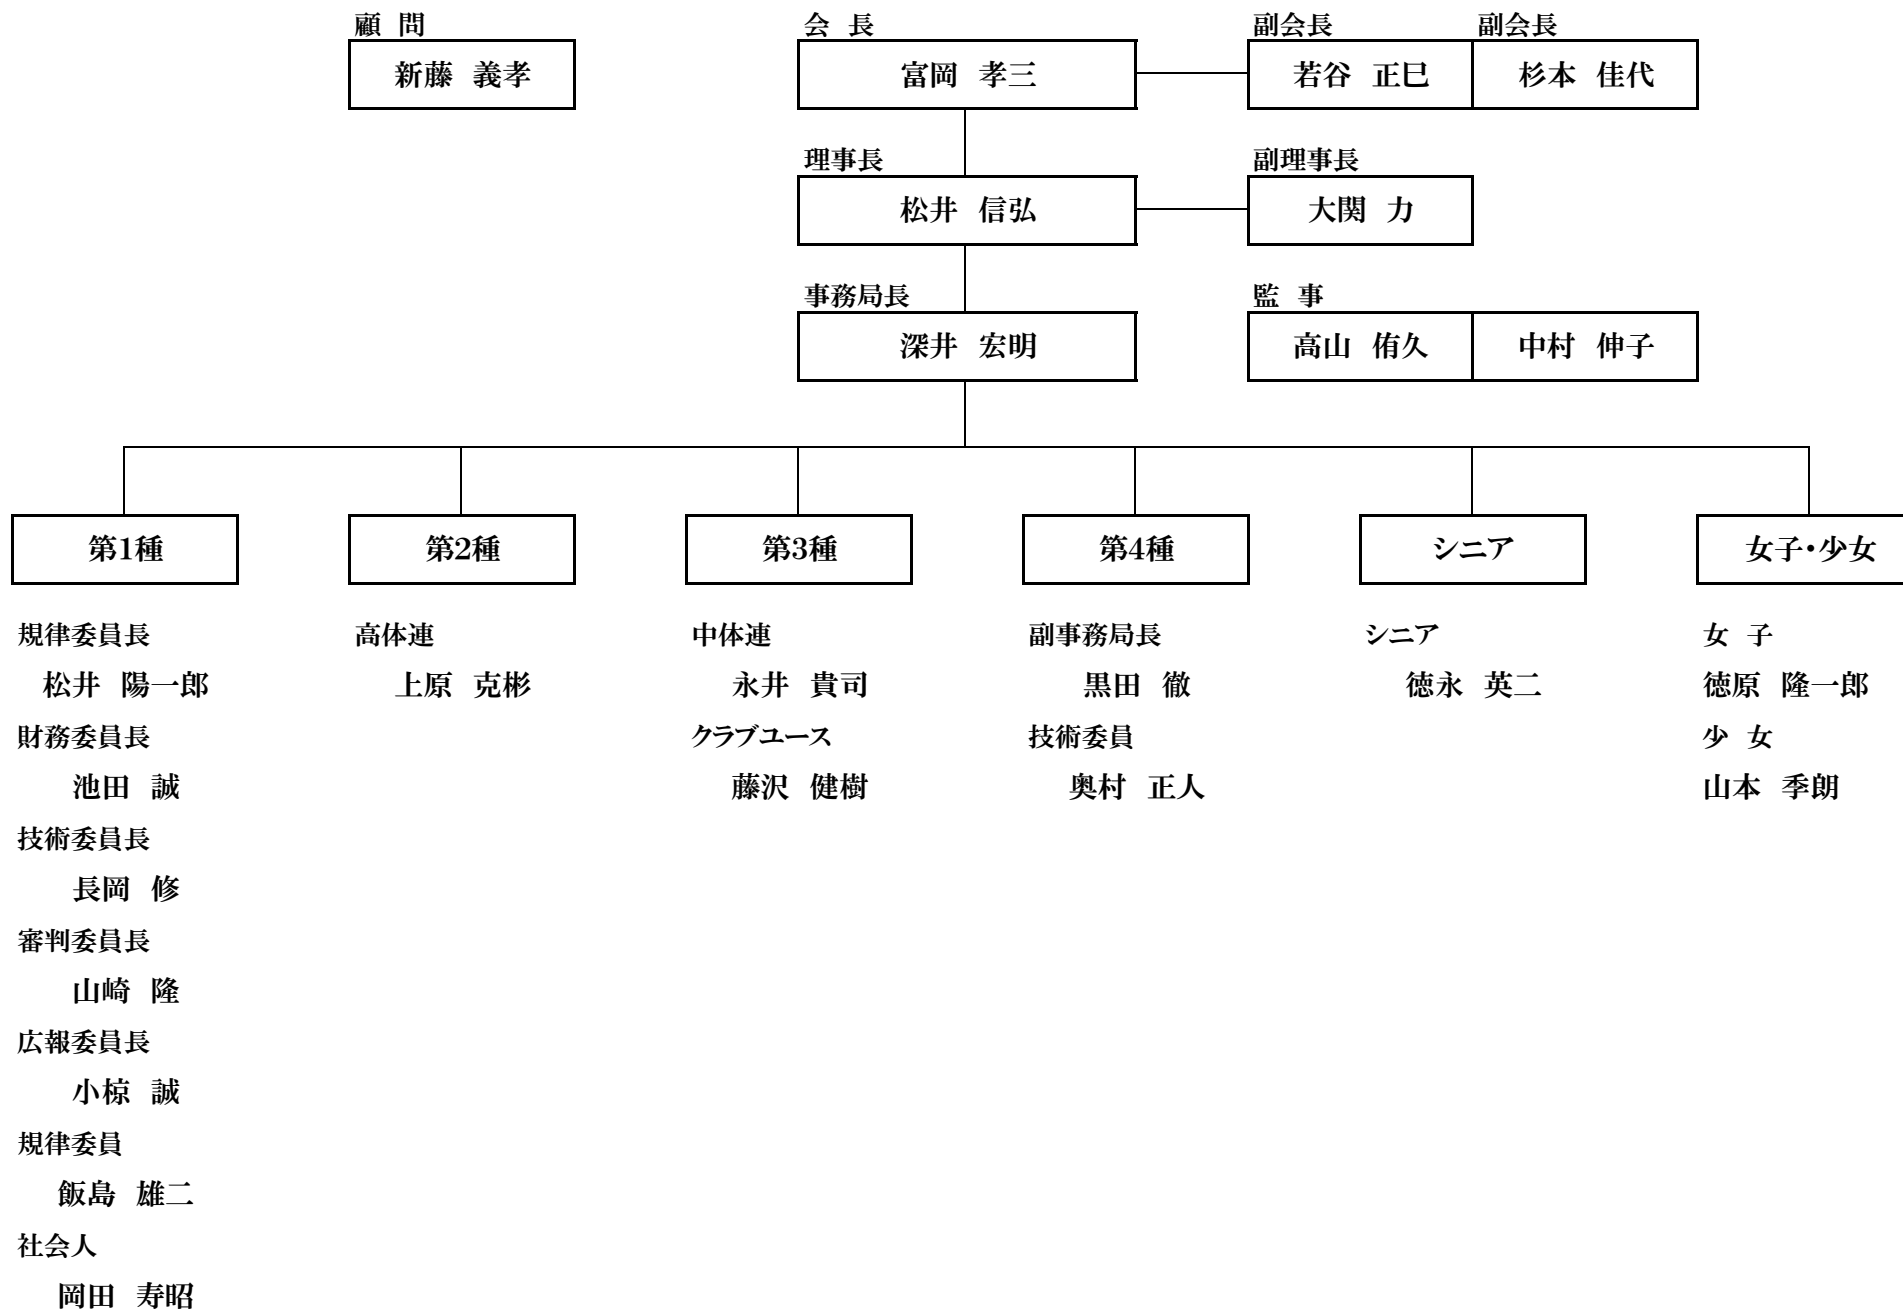 顧 問
会 長
副会長 副会長
新藤 義孝
富岡 孝三
若谷 正巳 杉本 佳代
理事長
副理事長
松井 信弘
大関 力
事務局長
監 事
深井 宏明
高山 侑久 中村 伸子
第1種
第2種
第3種
第4種
シニア
女子・少女
規律委員長
松井 陽一郎
財務委員長
池田 誠
技術委員長
長岡 修
審判委員長
山崎 隆
広報委員長
小椋 誠
規律委員
飯島 雄二
社会人
岡田 寿昭
高体連
上原 克彬
中体連
永井 貴司
クラブユース
藤沢 健樹
副事務局長
黒田 徹
技術委員
奥村 正人
シニア
徳永 英二
女 子
徳原 隆一郎
少 女
山本 季朗